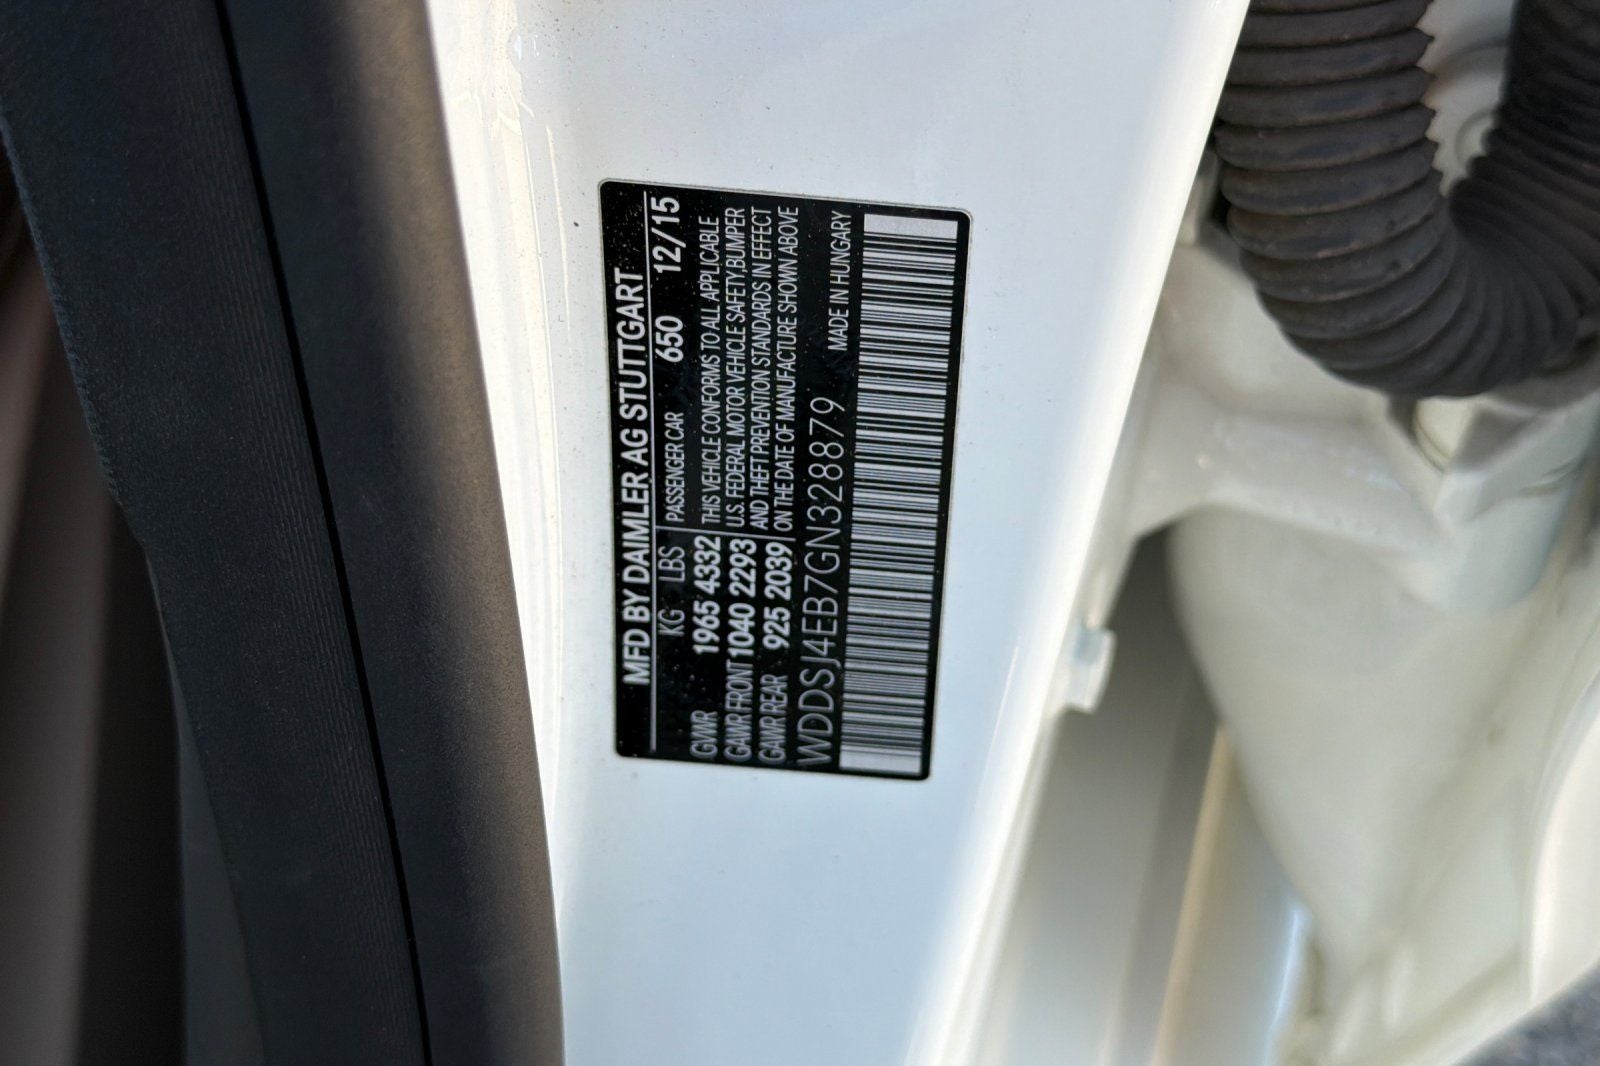 MFD BY DAIMLER AG STUTTGART
KG LBS PASSENGER CAR 650 12/15
GVWR 1965 4332 THIS VEHICLE CONFORMS TO ALL APPLICABLE
GAWR FRONT 1040 2293 U.S. FEDERAL MOTOR VEHICLE SAFETY,BUMPER
GAWR REAR 925 2039 AND THEFT PREVENTION STANDARDS IN EFFECT
ON THE DATE OF MANUFACTURE SHOWN ABOVE
WDDSJ4EB7GN328879 MADE IN HUNGARY